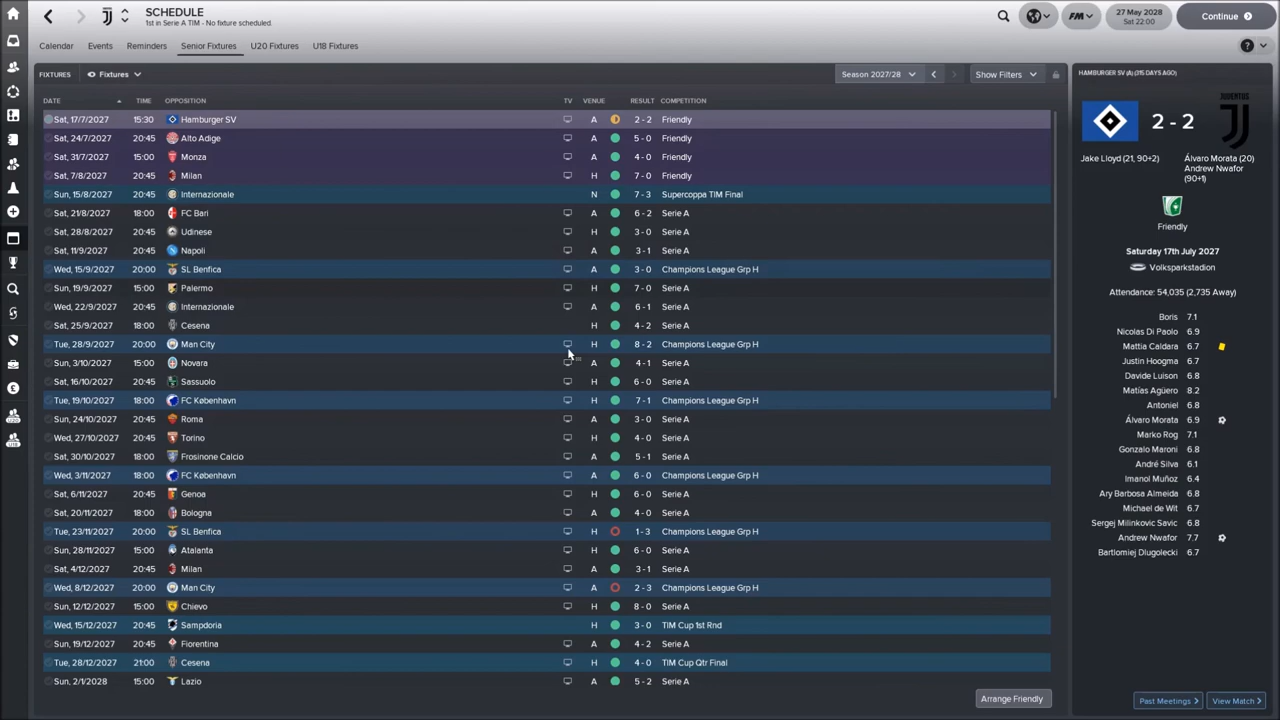 SCHEDULE
1st in Serie A TIM - No fixture scheduled.
FM
27 May 2028
Sat 22:00
Continue
Calendar Events Reminders Senior Fixtures U20 Fixtures U18 Fixtures
?
FIXTURES Fixtures Season 2027/28 Show Filters
DATE TIME OPPOSITION TV VENUE RESULT COMPETITION
Sat, 17/7/2027 15:30 Hamburger SV A 2 - 2 Friendly
Sat, 24/7/2027 20:45 Alto Adige A 5 - 0 Friendly
Sat, 31/7/2027 15:00 Monza A 4 - 0 Friendly
Sat, 7/8/2027 20:45 Milan H 7 - 0 Friendly
Sun, 15/8/2027 20:45 Internazionale N 7 - 3 Supercoppa TIM Final
Sat, 21/8/2027 18:00 FC Bari A 6 - 2 Serie A
Sat, 28/8/2027 20:45 Udinese H 3 - 0 Serie A
Sat, 11/9/2027 20:45 Napoli A 3 - 1 Serie A
Wed, 15/9/2027 20:00 SL Benfica A 3 - 0 Champions League Grp H
Sun, 19/9/2027 15:00 Palermo H 7 - 0 Serie A
Wed, 22/9/2027 20:45 Internazionale A 6 - 1 Serie A
Sat, 25/9/2027 18:00 Cesena H 4 - 2 Serie A
Tue, 28/9/2027 20:00 Man City H 8 - 2 Champions League Grp H
Sun, 3/10/2027 15:00 Novara A 4 - 1 Serie A
Sat, 16/10/2027 20:45 Sassuolo H 6 - 0 Serie A
Tue, 19/10/2027 18:00 FC København H 7 - 1 Champions League Grp H
Sun, 24/10/2027 20:45 Roma A 3 - 0 Serie A
Wed, 27/10/2027 20:45 Torino H 4 - 0 Serie A
Sat, 30/10/2027 18:00 Frosinone Calcio A 5 - 1 Serie A
Wed, 3/11/2027 18:00 FC København A 6 - 0 Champions League Grp H
Sat, 6/11/2027 20:45 Genoa H 6 - 0 Serie A
Sat, 20/11/2027 18:00 Bologna A 4 - 0 Serie A
Tue, 23/11/2027 20:00 SL Benfica H 1 - 3 Champions League Grp H
Sun, 28/11/2027 15:00 Atalanta H 6 - 0 Serie A
Sat, 4/12/2027 20:45 Milan A 3 - 1 Serie A
Wed, 8/12/2027 20:00 Man City A 2 - 3 Champions League Grp H
Sun, 12/12/2027 15:00 Chievo H 8 - 0 Serie A
Wed, 15/12/2027 20:45 Sampdoria H 3 - 0 TIM Cup 1st Rnd
Sun, 19/12/2027 20:45 Fiorentina A 4 - 2 Serie A
Tue, 28/12/2027 21:00 Cesena H 4 - 0 TIM Cup Qtr Final
Sun, 2/1/2028 15:00 Lazio A 5 - 2 Serie A
Arrange Friendly
HAMBURGER SV (A) (315 DAYS AGO)
JUVENTUS
2 - 2
Jake Lloyd (21, 90+2) Álvaro Morata (20)
Andrew Nwafor
(90+1)
Friendly
Saturday 17th July 2027
Volksparkstadion
Attendance: 54,035 (2,735 Away)
Boris 7.1
Nicolas Di Paolo 6.9
Mattia Caldara 6.7
Justin Hoogma 6.7
Davide Luison 6.8
Matías Agüero 8.2
Antoniel 6.8
Álvaro Morata 6.9
Marko Rog 7.1
Gonzalo Maroni 6.8
André Silva 6.1
Imanol Muñoz 6.4
Ary Barbosa Almeida 6.8
Michael de Wit 6.7
Sergej Milinkovic Savic 6.8
Andrew Nwafor 7.7
Bartlomiej Dlugolecki 6.7
Past Meetings > View Match >